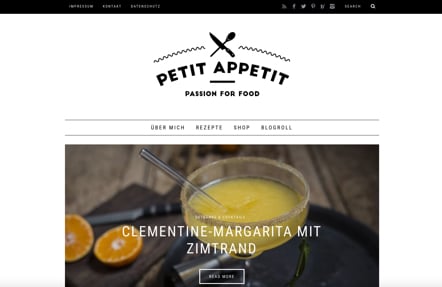 IMPRESSUM KONTAKT DATENSCHUTZ SEARCH
PETIT APPETIT
PASSION FOR FOOD
ÜBER MICH REZEPTE SHOP BLOGROLL
GETRÄNKE & COCKTAILS
CLEMENTINE-MARGARITA MIT
ZIMTRAND
READ MORE